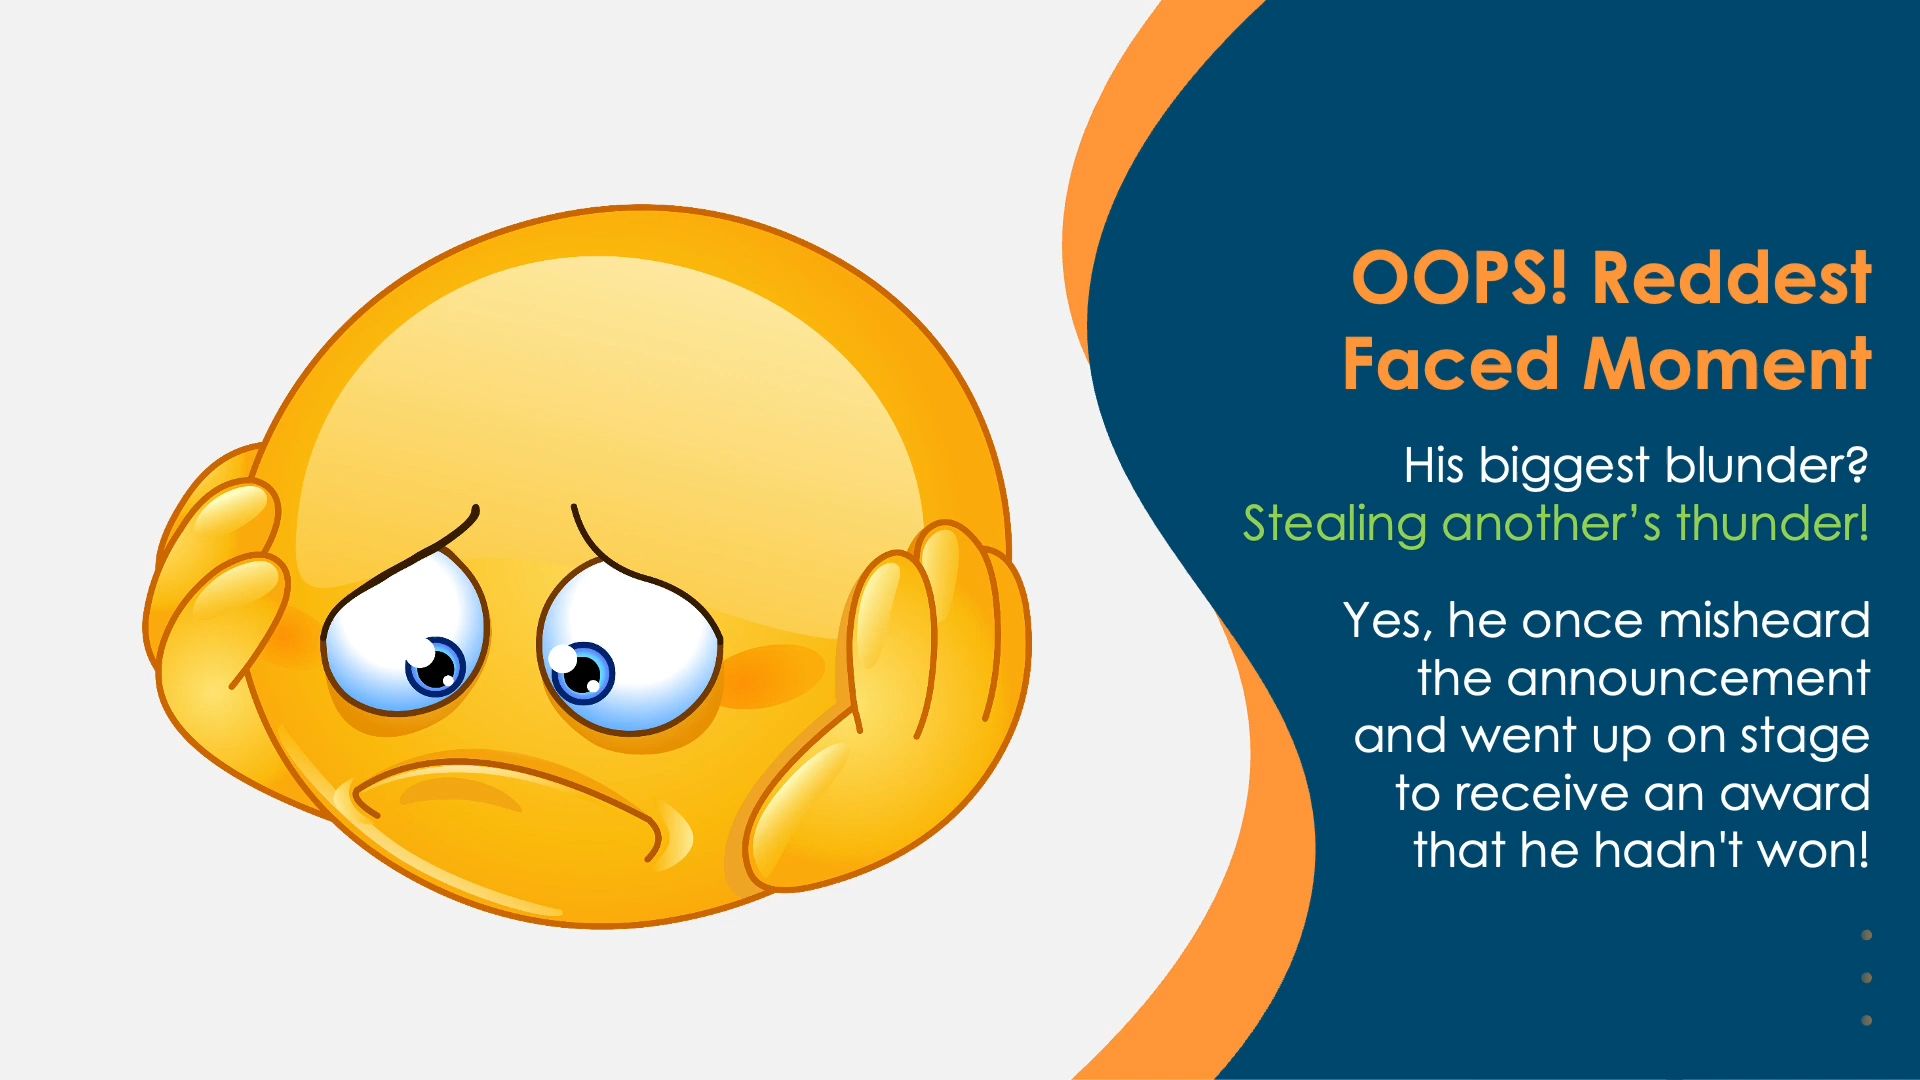 OOPS! Reddest
Faced Moment
His biggest blunder?
Stealing another’s thunder!
Yes, he once misheard
the announcement
and went up on stage
to receive an award
that he hadn't won!